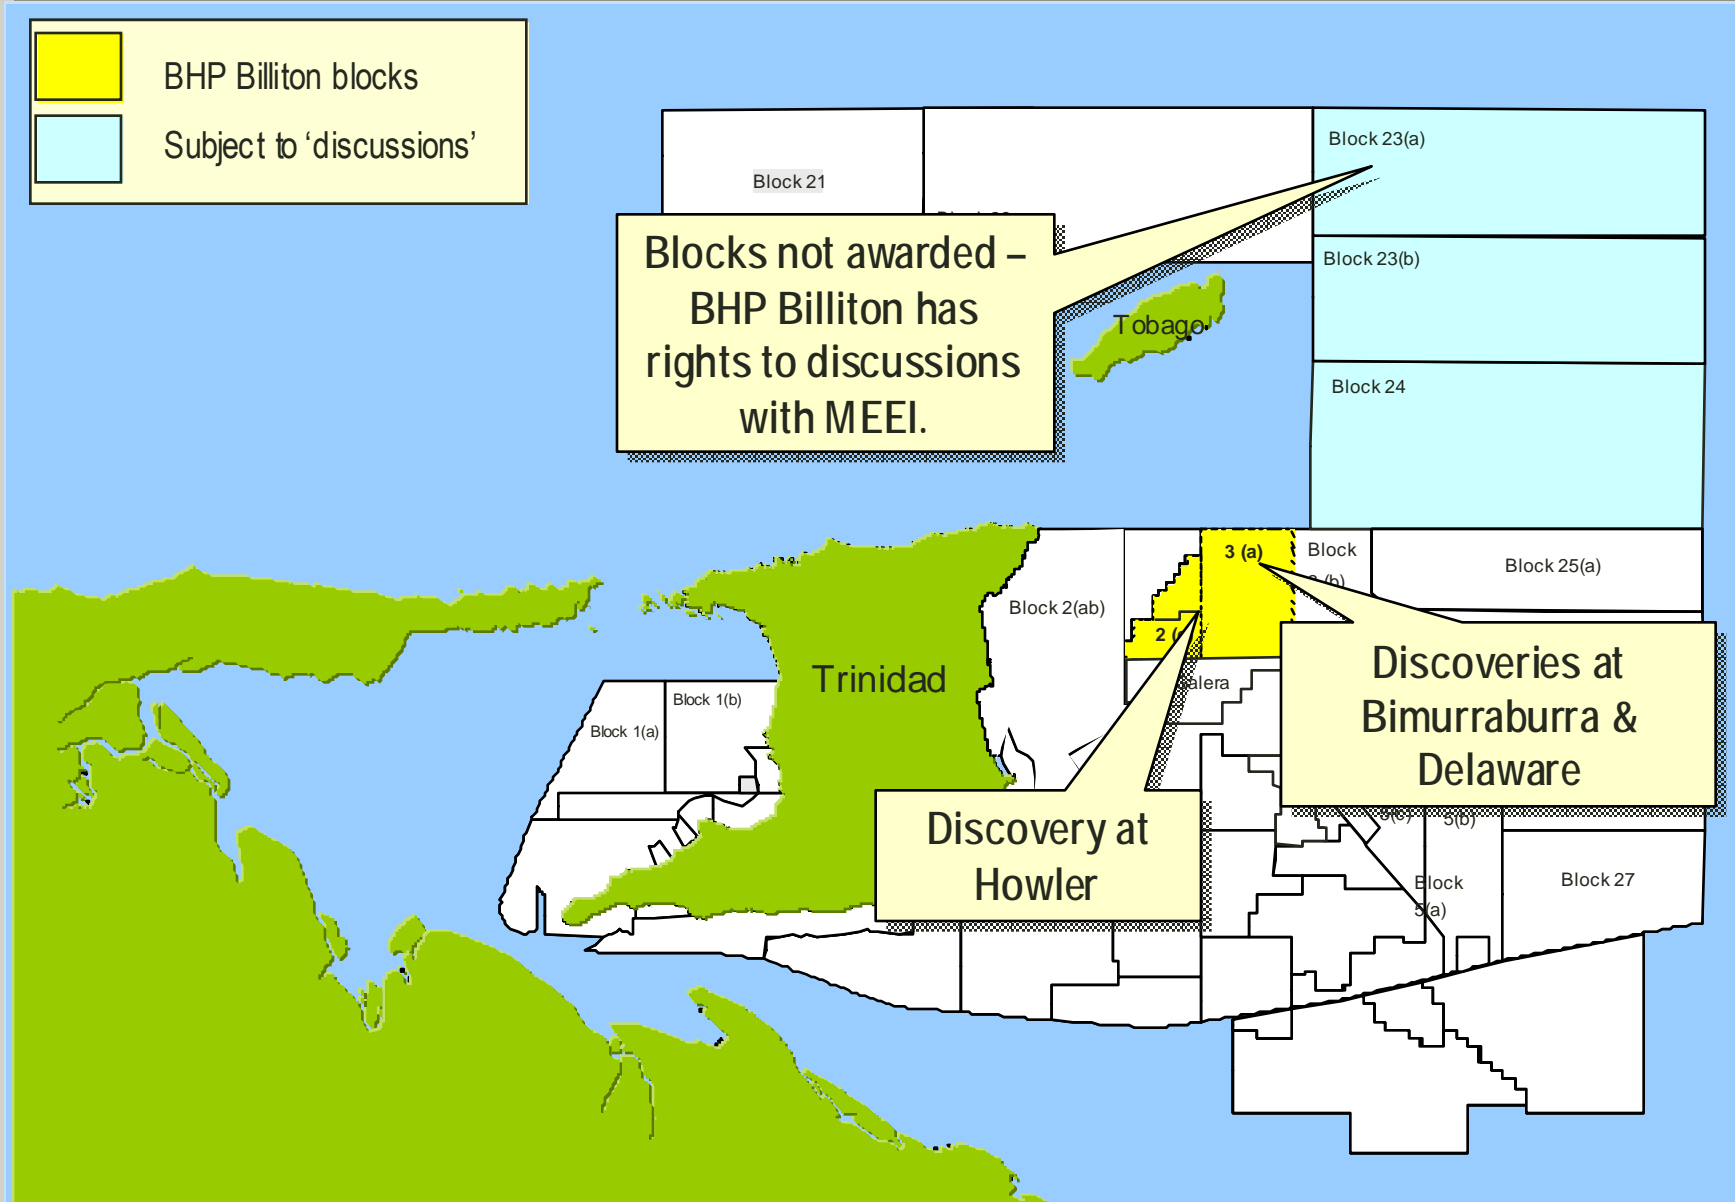 BHP Billiton blocks
Subject to ‘discussions’
Block 21
Block 23(a)
Blocks not awarded –
BHP Billiton has
rights to discussions
with MEEI.
Block 23(b)
Tobago
Block 24
3 (a)
Block
Block 25(a)
Block 2(ab)
2 (
Trinidad
Discoveries at
Bimurraburra &
Delaware
Block 1(b)
Block 1(a)
Discovery at
Howler
5(b)
Block
5(a)
Block 27